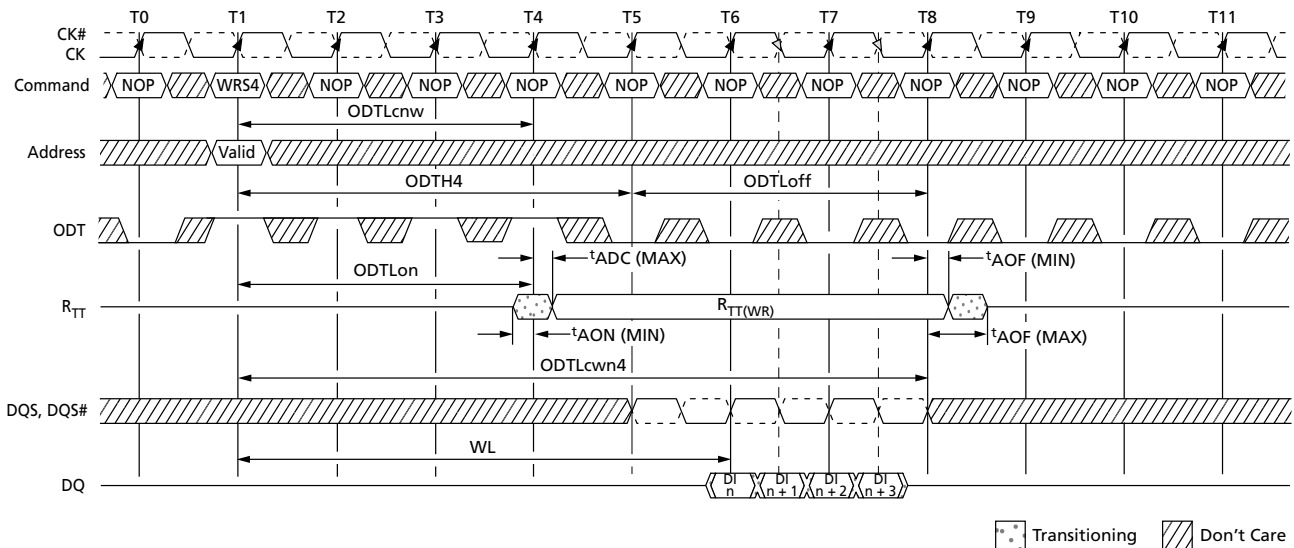 T0 T1 T2 T3 T4 T5 T6 T7 T8 T9 T10 T11
CK#
CK
Command NOP WRS4 NOP NOP NOP NOP NOP NOP NOP NOP NOP NOP
ODTLcnw
Address Valid
ODTH4 ODTLoff
ODT
tADC (MAX) tAOF (MIN)
ODTLon
RTT RTT(WR)
tAON (MIN) tAOF (MAX)
ODTLcwn4
DQS, DQS#
WL
DQ DI n DI n + 1 DI n + 2 DI n + 3
Transitioning Don't Care